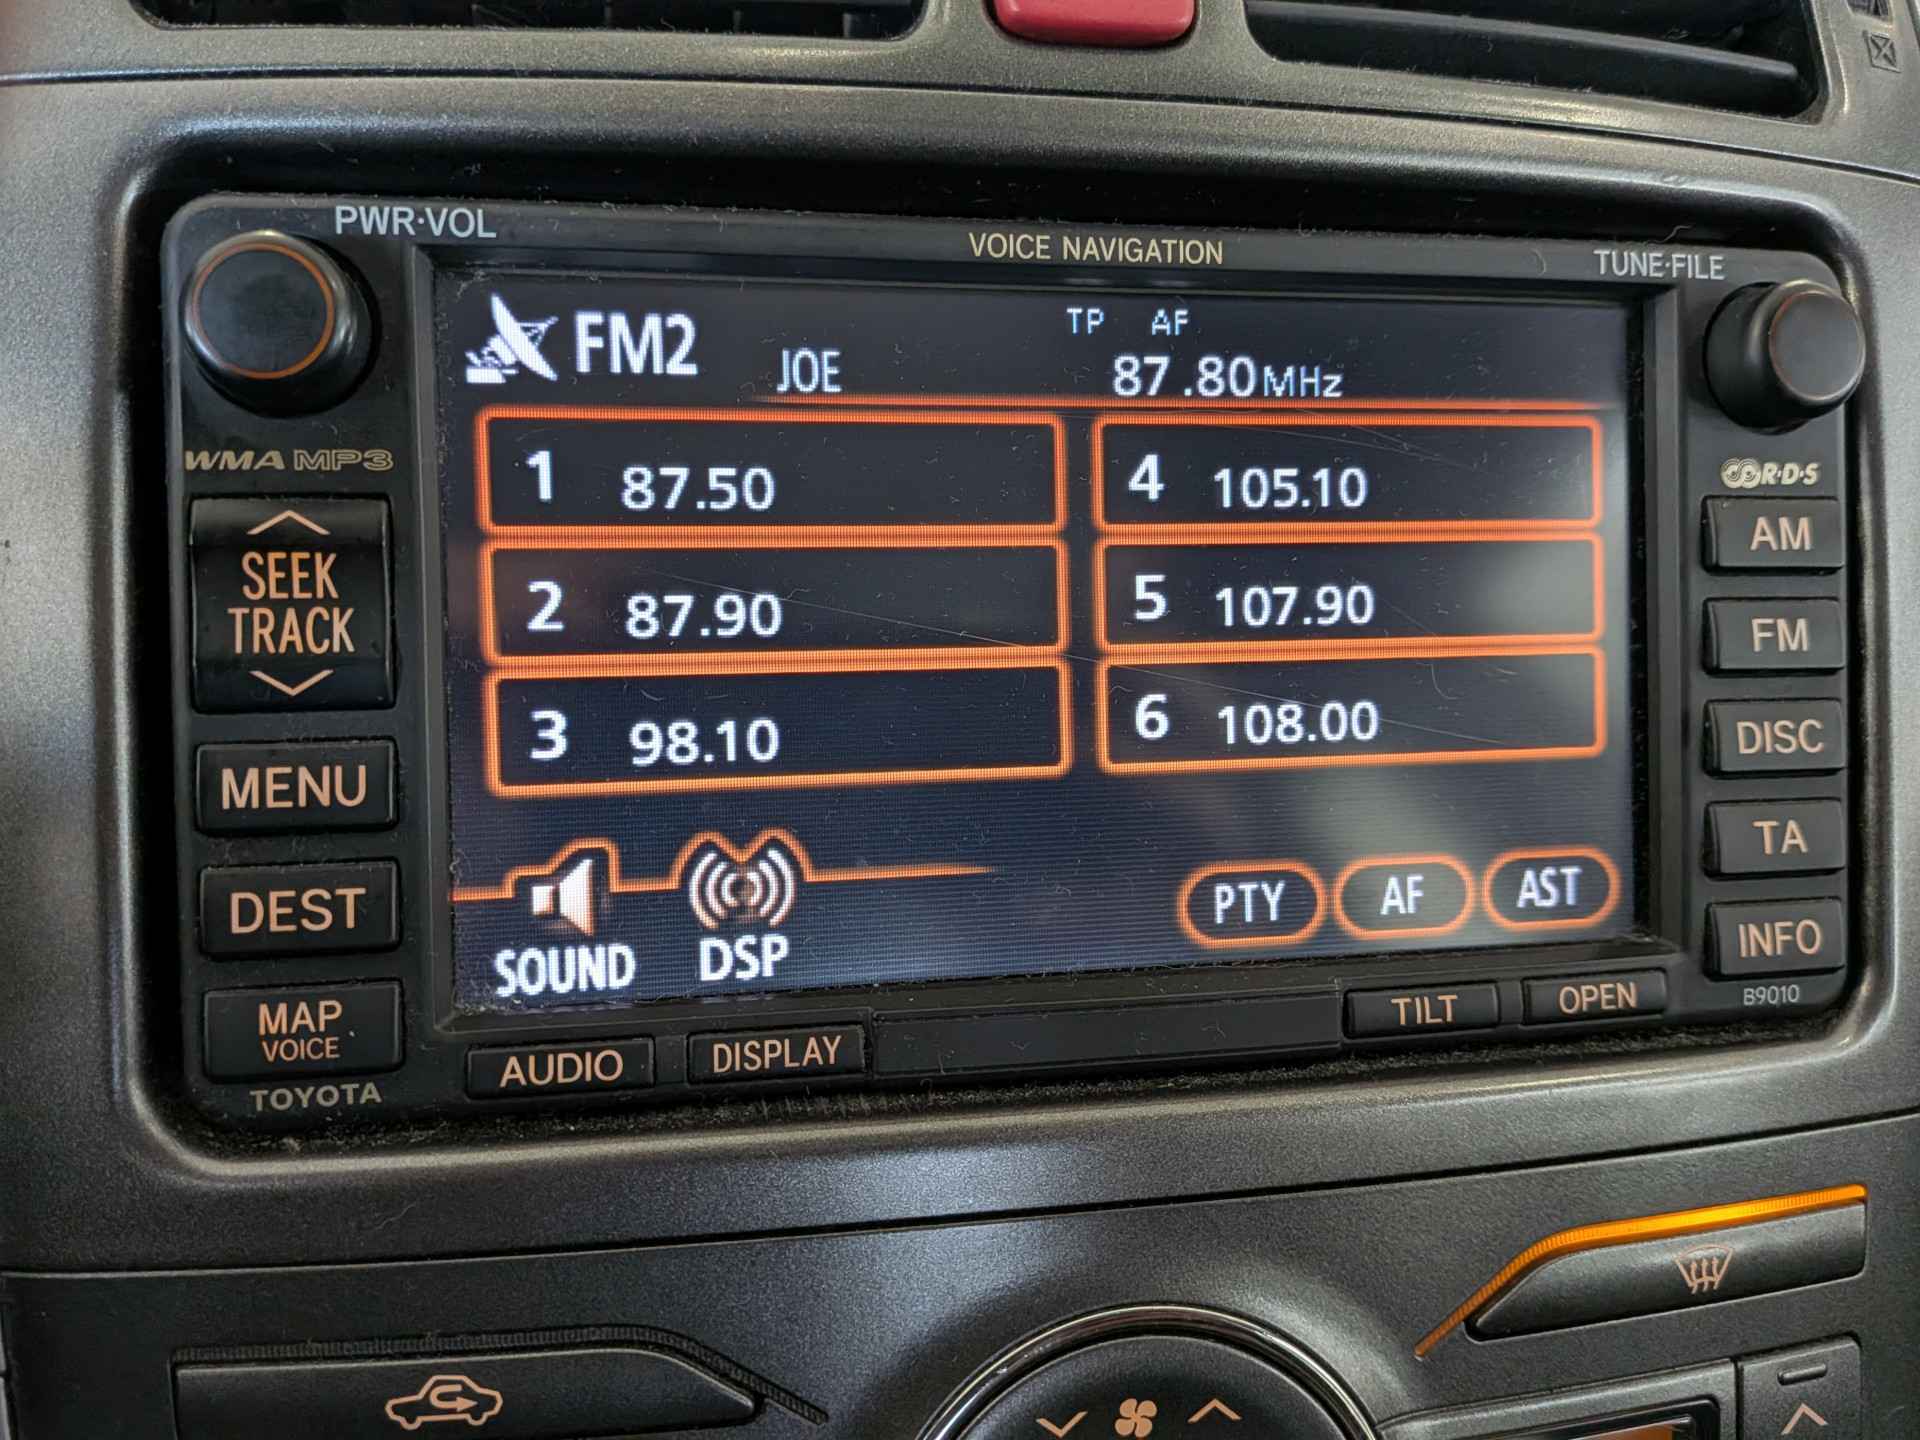 PWR·VOL
VOICE NAVIGATION
TUNE·FILE
FM2
JOE
TP AF
87.80MHz
WMA MP3
R·D·S
1 87.50
4 105.10
2 87.90
5 107.90
3 98.10
6 108.00
SEEK
TRACK
MENU
DEST
MAP
VOICE
TOYOTA
AM
FM
DISC
TA
INFO
B9010
SOUND
DSP
PTY
AF
AST
AUDIO
DISPLAY
TILT
OPEN